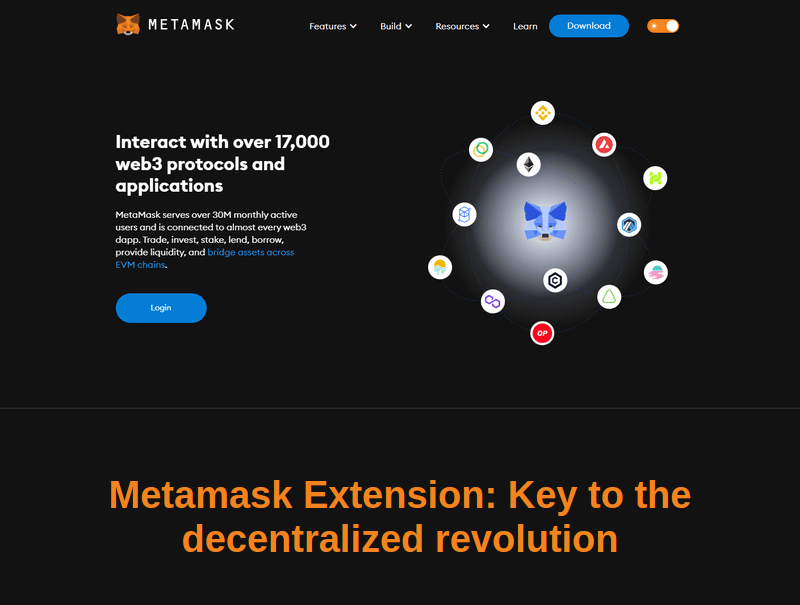 METAMASK
Features
Build
Resources
Learn
Download
Interact with over 17,000
web3 protocols and
applications
MetaMask serves over 30M monthly active
users and is connected to almost every web3
dapp. Trade, invest, stake, lend, borrow,
provide liquidity, and bridge assets across
EVM chains.
Login
OP
Metamask Extension: Key to the
decentralized revolution